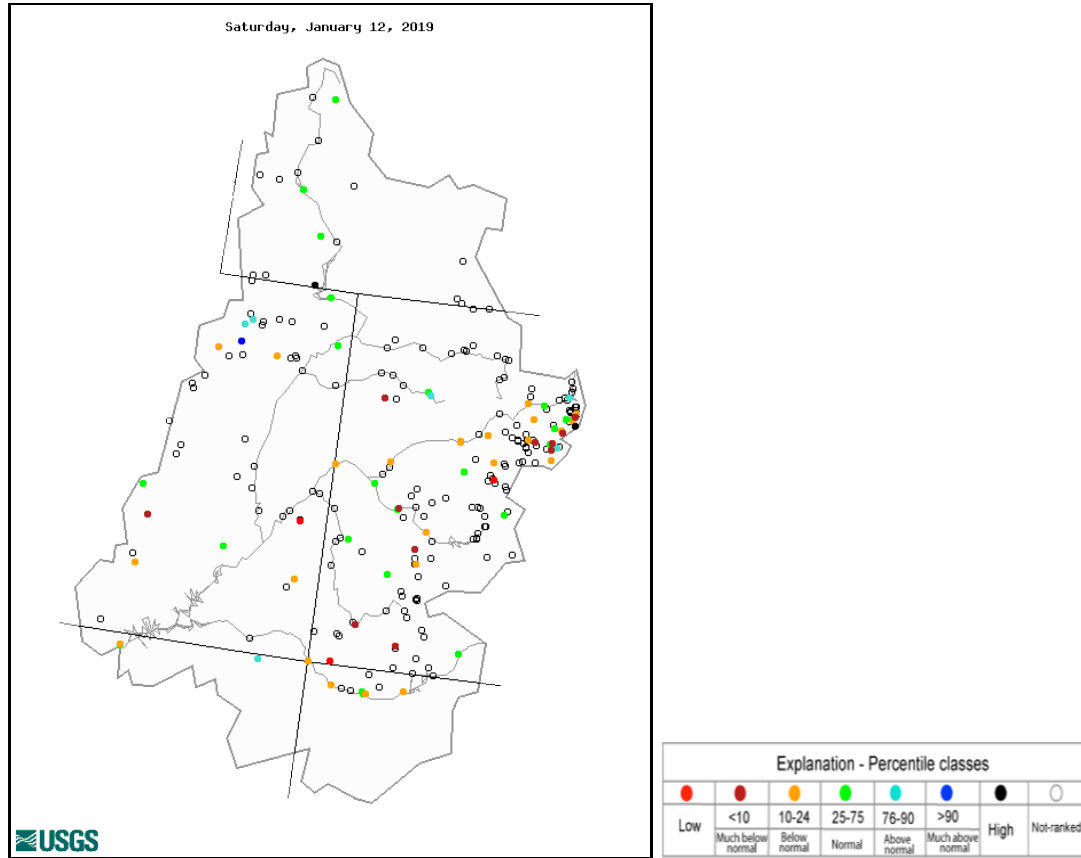 Saturday, January 12, 2019
USGS
Explanation - Percentile classes
Low <10 10-24 25-75 76-90 >90 High Not-ranked
Much below normal Below normal Normal Above normal Much above normal